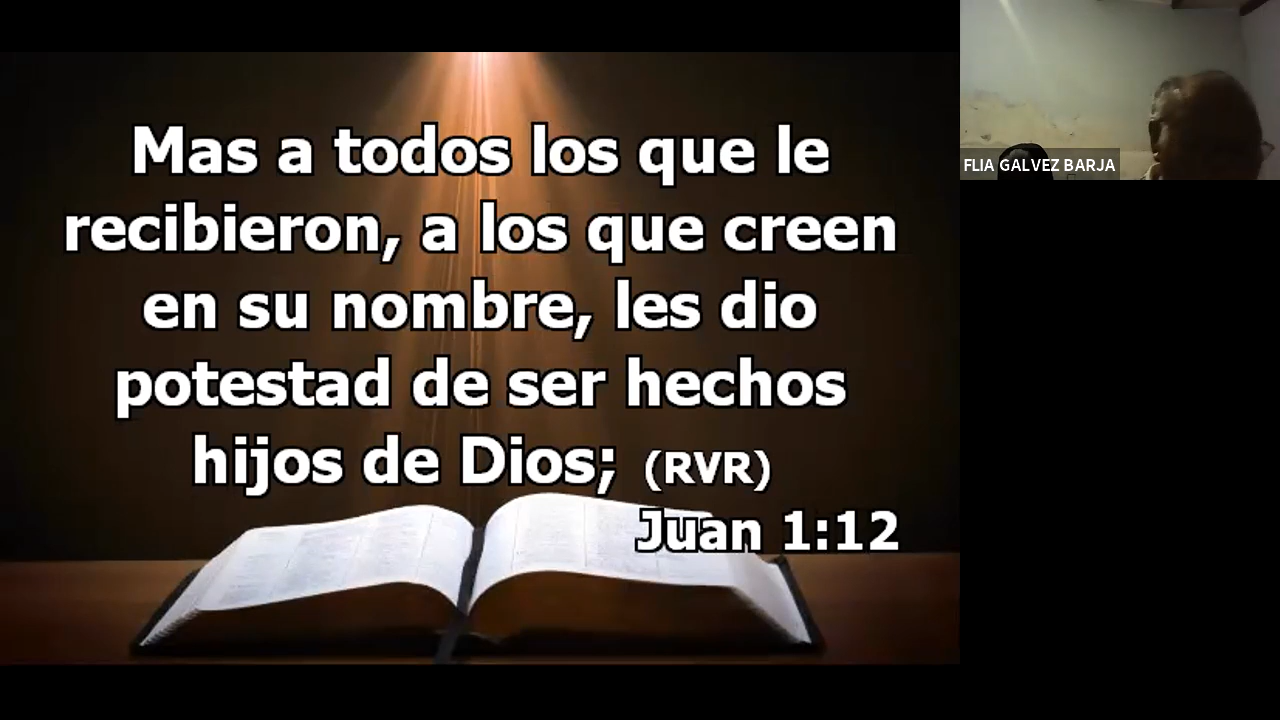 Mas a todos los que le
recibieron, a los que creen
en su nombre, les dio
potestad de ser hechos
hijos de Dios; (RVR)
Juan 1:12
FLIA GALVEZ BARJA